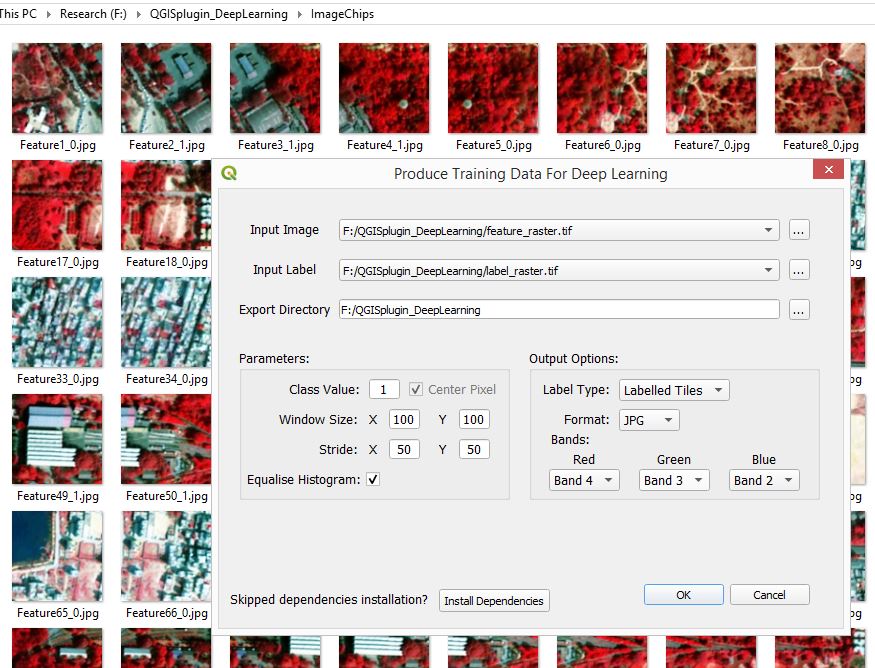 This PC Research (F:) QGISplugin_DeepLearning ImageChips
Feature1_0.jpg Feature2_1.jpg Feature3_1.jpg Feature4_1.jpg Feature5_0.jpg Feature6_0.jpg Feature7_0.jpg Feature8_0.jpg
Produce Training Data For Deep Learning
Input Image F:/QGISplugin_DeepLearning/feature_raster.tif ...
Feature17_0.jpg Feature18_0.jpg pg
Input Label F:/QGISplugin_DeepLearning/label_raster.tif ...
Export Directory F:/QGISplugin_DeepLearning ...
Parameters: Output Options:
Feature33_0.jpg Feature34_0.jpg pg
Class Value: 1 Center Pixel Label Type: Labelled Tiles
Window Size: X 100 Y 100 Format: JPG
Bands:
Stride: X 50 Y 50 Red Green Blue
Equalise Histogram: Band 4 Band 3 Band 2
Feature49_1.jpg Feature50_1.jpg pg
Skipped dependencies installation? Install Dependencies OK Cancel
Feature65_0.jpg Feature66_0.jpg pg